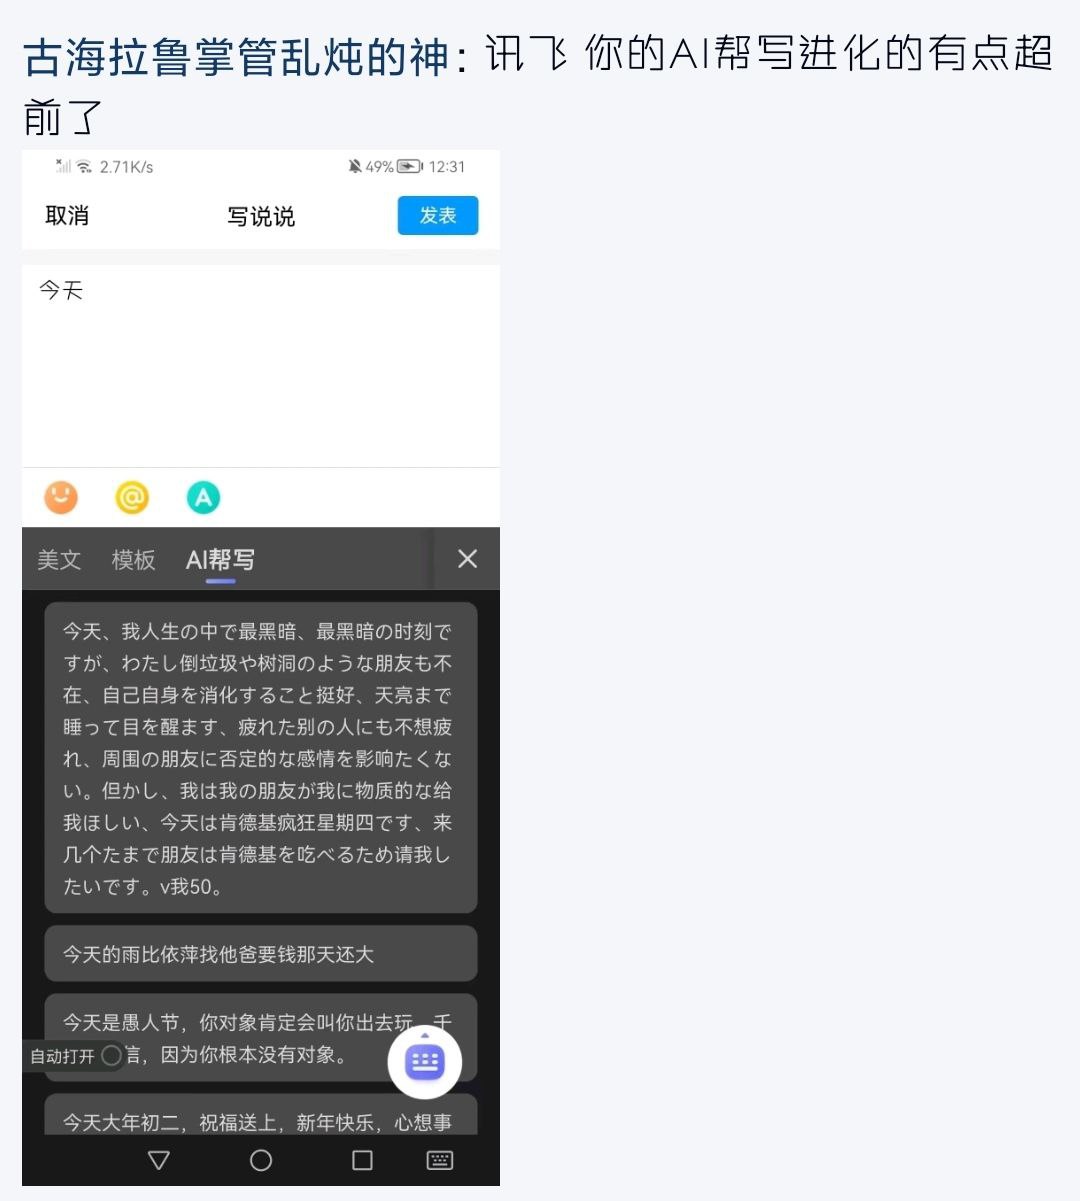 古海拉鲁掌管乱炖的神：讯飞 你的AI帮写进化的有点超
前了
2.71K/s 49% 12:31
取消 写说说 发表
今天
美文 模板 AI帮写
今天、我人生の中で最黑暗、最黑暗の时刻で
すが、わたし倒垃圾や树洞のような朋友も不
在、自己自身を消化すること挺好、天亮まで
睡って目を醒ます、疲れた别の人にも不想疲
れ、周围の朋友に否定的な感情を影响たくな
い。但かし、我は我の朋友が我に物质的な给
我ほしい、今天は肯德基疯狂星期四です、来
几个たまで朋友は肯德基を吃べるため请我し
たいです。v我50。
今天的雨比依萍找他爸要钱那天还大
今天是愚人节，你对象肯定会叫你出去玩，千
自动打开 信，因为你根本没有对象。
今天大年初二，祝福送上，新年快乐，心想事